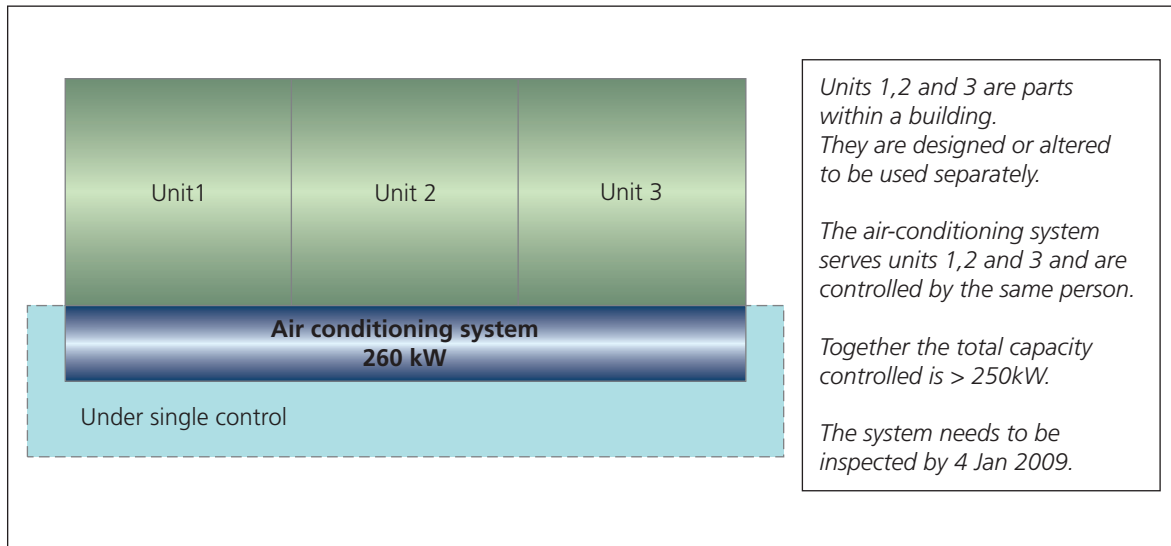 Unit1
Unit 2
Unit 3
Air conditioning system
260 kW
Under single control
Units 1,2 and 3 are parts
within a building.
They are designed or altered
to be used separately.
The air-conditioning system
serves units 1,2 and 3 and are
controlled by the same person.
Together the total capacity
controlled is > 250kW.
The system needs to be
inspected by 4 Jan 2009.